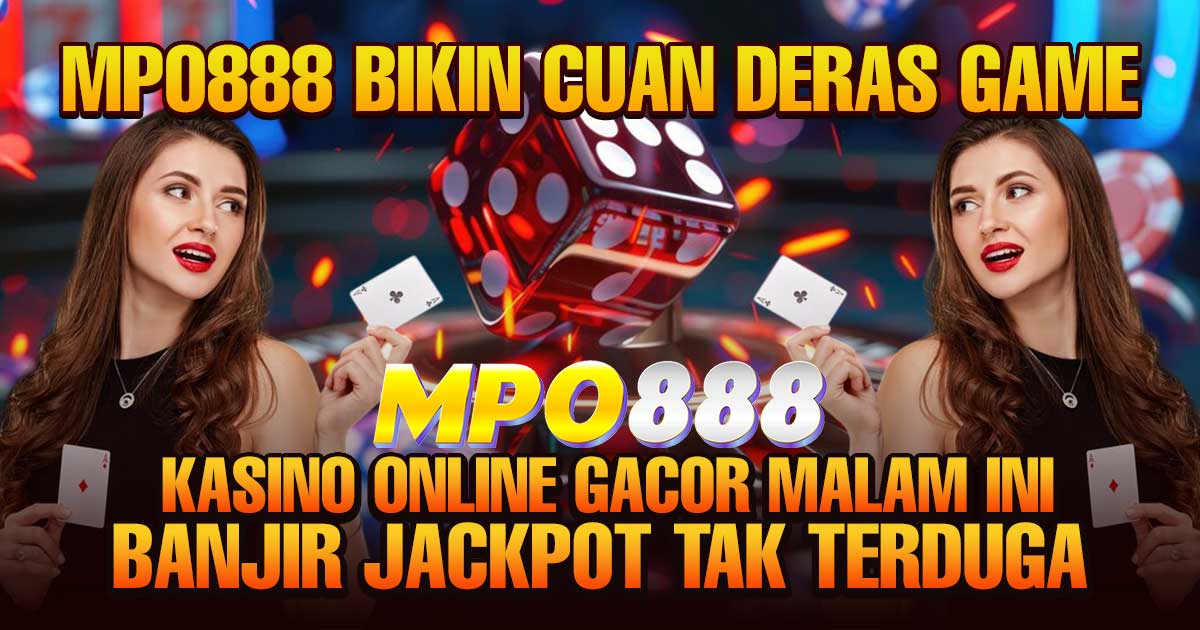 MPO888 BIKIN CUAN DERAS GAME
MPO888
KASINO ONLINE GACOR MALAM INI
BANJIR JACKPOT TAK TERDUGA